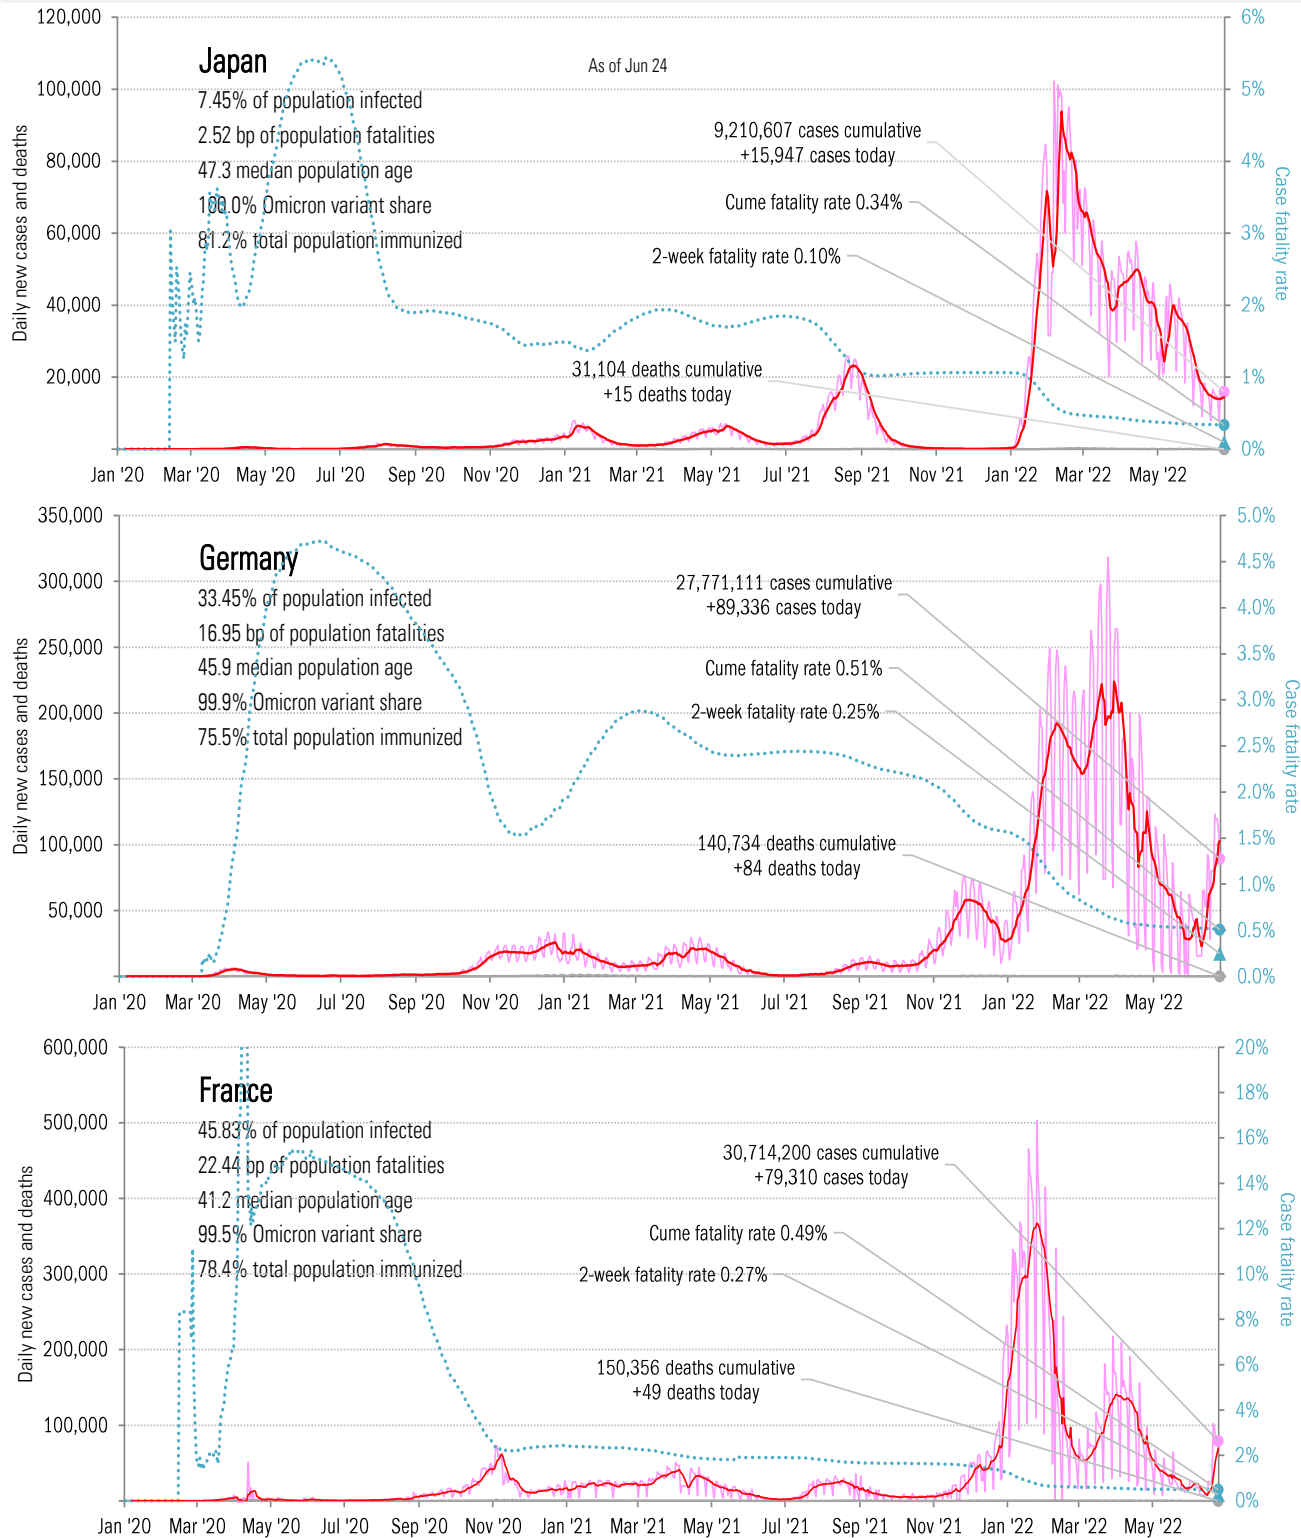 120,000
6%
Japan
As of Jun 24
100,000
5%
7.45% of population infected
9,210,607 cases cumulative
+15,947 cases today
2.52 bp of population fatalities
80,000
4%
47.3 median population age
Cume fatality rate 0.34%
100.0% Omicron variant share
60,000
3%
81.2% total population immunized
2-week fatality rate 0.10%
40,000
2%
31,104 deaths cumulative
+15 deaths today
20,000
1%
0%
Daily new cases and deaths
Case fatality rate
Jan '20 Mar '20 May '20 Jul '20 Sep '20 Nov '20 Jan '21 Mar '21 May '21 Jul '21 Sep '21 Nov '21 Jan '22 Mar '22 May '22
350,000
5.0%
Germany
4.5%
300,000
27,771,111 cases cumulative
+89,336 cases today
33.45% of population infected
4.0%
16.95 bp of population fatalities
250,000
3.5%
45.9 median population age
Cume fatality rate 0.51%
99.9% Omicron variant share
3.0%
200,000
2-week fatality rate 0.25%
75.5% total population immunized
2.5%
150,000
2.0%
100,000
140,734 deaths cumulative
+84 deaths today
1.5%
1.0%
50,000
0.5%
0.0%
Daily new cases and deaths
Case fatality rate
Jan '20 Mar '20 May '20 Jul '20 Sep '20 Nov '20 Jan '21 Mar '21 May '21 Jul '21 Sep '21 Nov '21 Jan '22 Mar '22 May '22
600,000
20%
France
18%
500,000
45.83% of population infected
16%
30,714,200 cases cumulative
+79,310 cases today
22.44 bp of population fatalities
14%
400,000
41.2 median population age
99.5% Omicron variant share
Cume fatality rate 0.49%
12%
78.4% total population immunized
300,000
2-week fatality rate 0.27%
10%
8%
200,000
150,356 deaths cumulative
+49 deaths today
6%
4%
100,000
2%
0%
Daily new cases and deaths
Case fatality rate
Jan '20 Mar '20 May '20 Jul '20 Sep '20 Nov '20 Jan '21 Mar '21 May '21 Jul '21 Sep '21 Nov '21 Jan '22 Mar '22 May '22